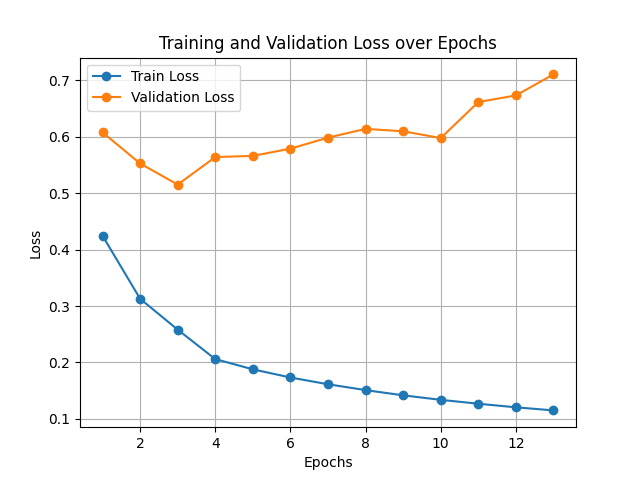 Training and Validation Loss over Epochs
Train Loss
Validation Loss
0.7
0.6
0.5
0.4
0.3
0.2
0.1
Loss
2 4 6 8 10 12
Epochs